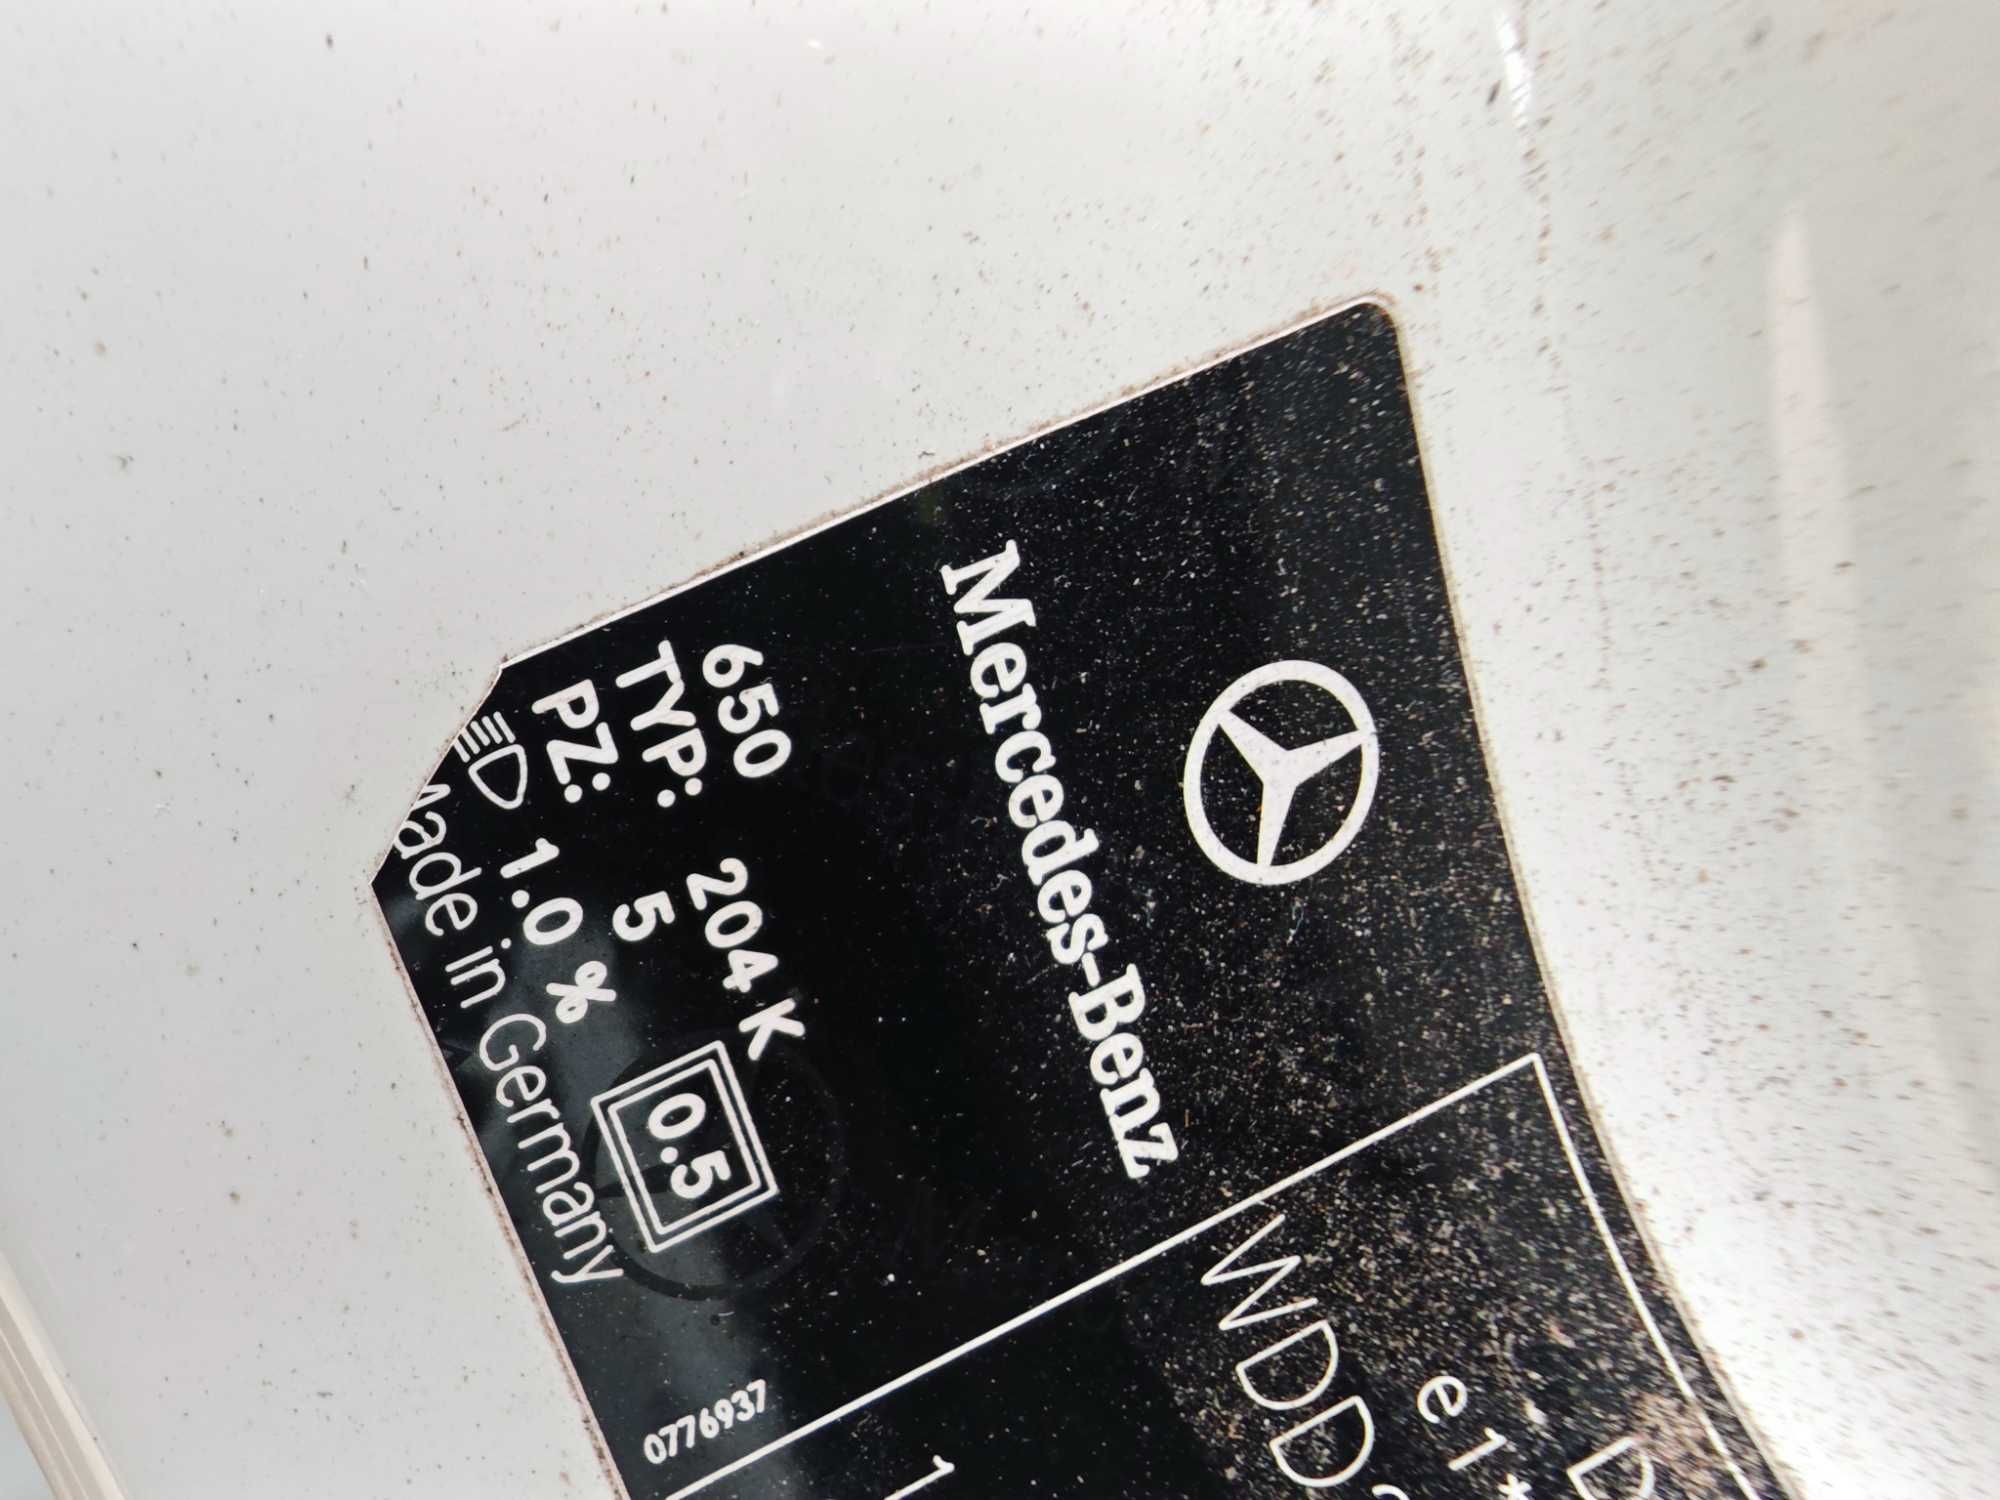 Mercedes-Benz
650
TYP: 204 K
PZ: 5
1.0 %
0.5
Made in Germany
0776937
WDD
e1*